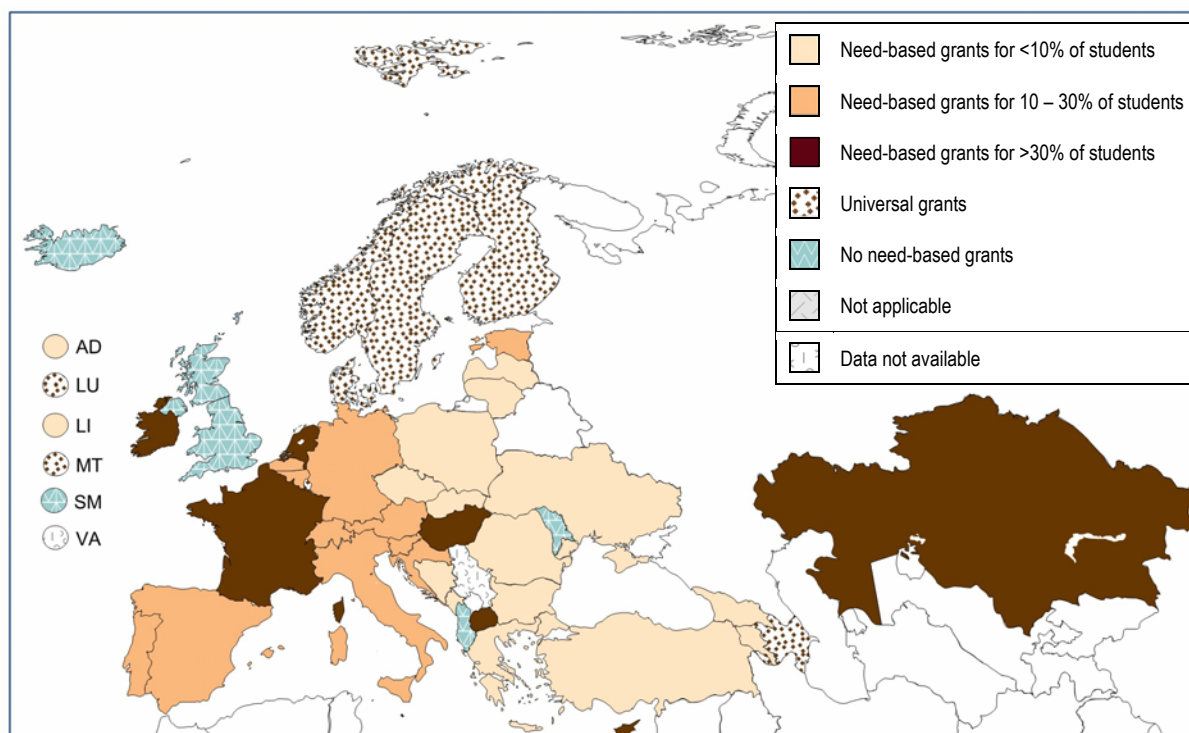 Need-based grants for <10% of students
Need-based grants for 10 – 30% of students
Need-based grants for >30% of students
Universal grants
No need-based grants
Not applicable
Data not available
AD
LU
LI
MT
SM
VA